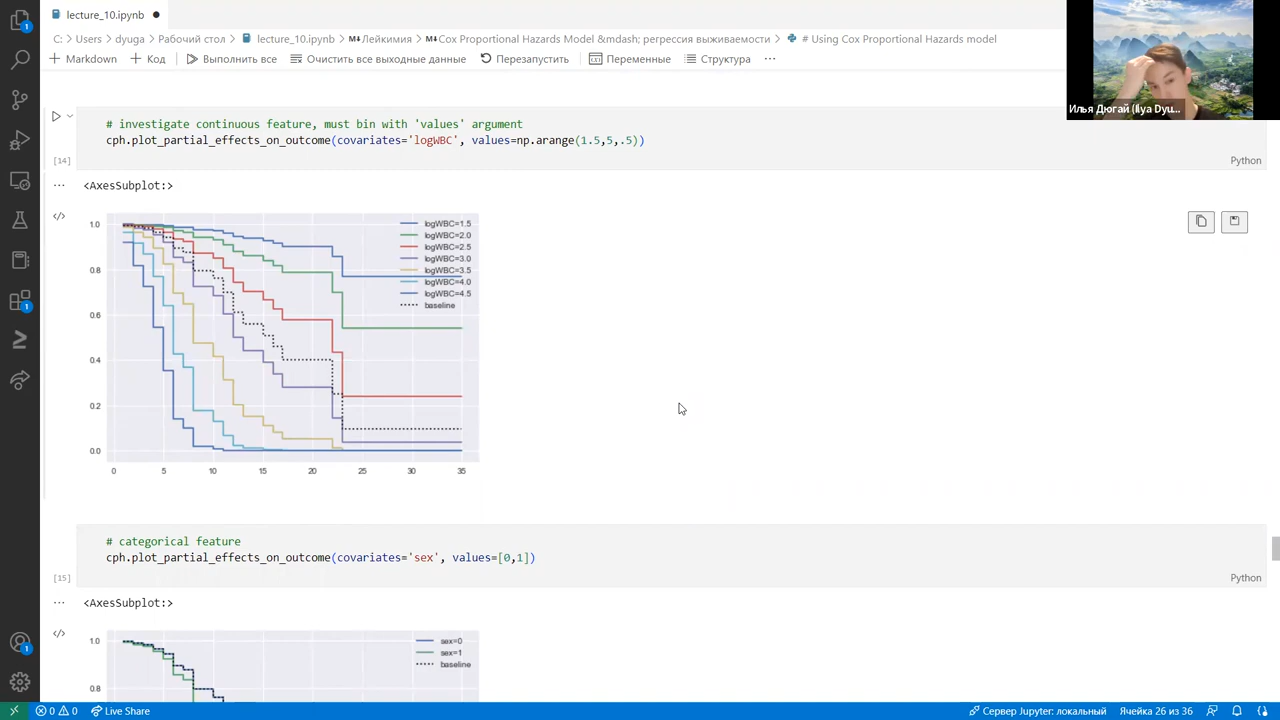 lecture_10.ipynb
C: > Users > dyuga > Рабочий стол > lecture_10.ipynb > Лейкимия > Cox Proportional Hazards Model &mdash; регрессия выживаемости > # Using Cox Proportional Hazards model
Markdown Код Выполнить все Очистить все выходные данные Перезапустить Переменные Структура ...
Илья Дюгай (Ilya Dyu...
# investigate continuous feature, must bin with 'values' argument
cph.plot_partial_effects_on_outcome(covariates='logWBC', values=np.arange(1.5,5,.5))
[14]
Python
<AxesSubplot:>
1.0
0.8
0.6
0.4
0.2
0.0
0 5 10 15 20 25 30 35
logWBC=1.5
logWBC=2.0
logWBC=2.5
logWBC=3.0
logWBC=3.5
logWBC=4.0
logWBC=4.5
baseline
# categorical feature
cph.plot_partial_effects_on_outcome(covariates='sex', values=[0,1])
[15]
Python
<AxesSubplot:>
1.0
0.8
sex=0
sex=1
baseline
0 0 Live Share Сервер Jupyter: локальный Ячейка 26 из 36